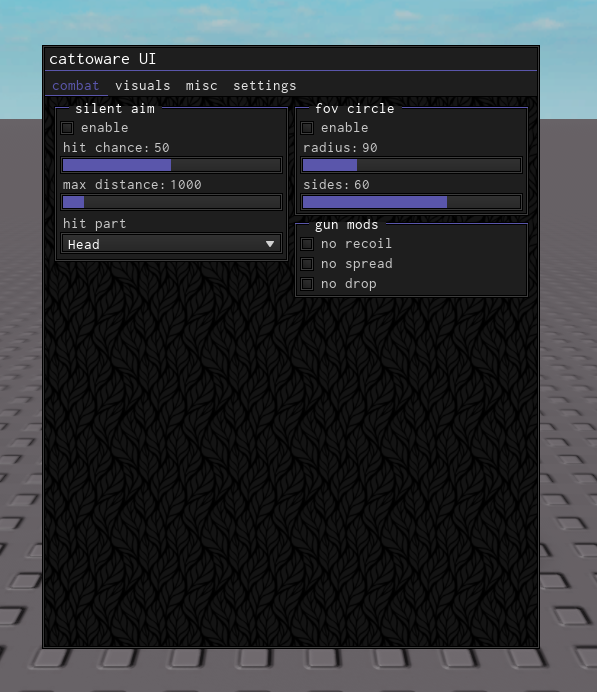 cattoware UI
combat visuals misc settings
silent aim
enable
hit chance: 50
max distance: 1000
hit part
Head
fov circle
enable
radius: 90
sides: 60
gun mods
no recoil
no spread
no drop